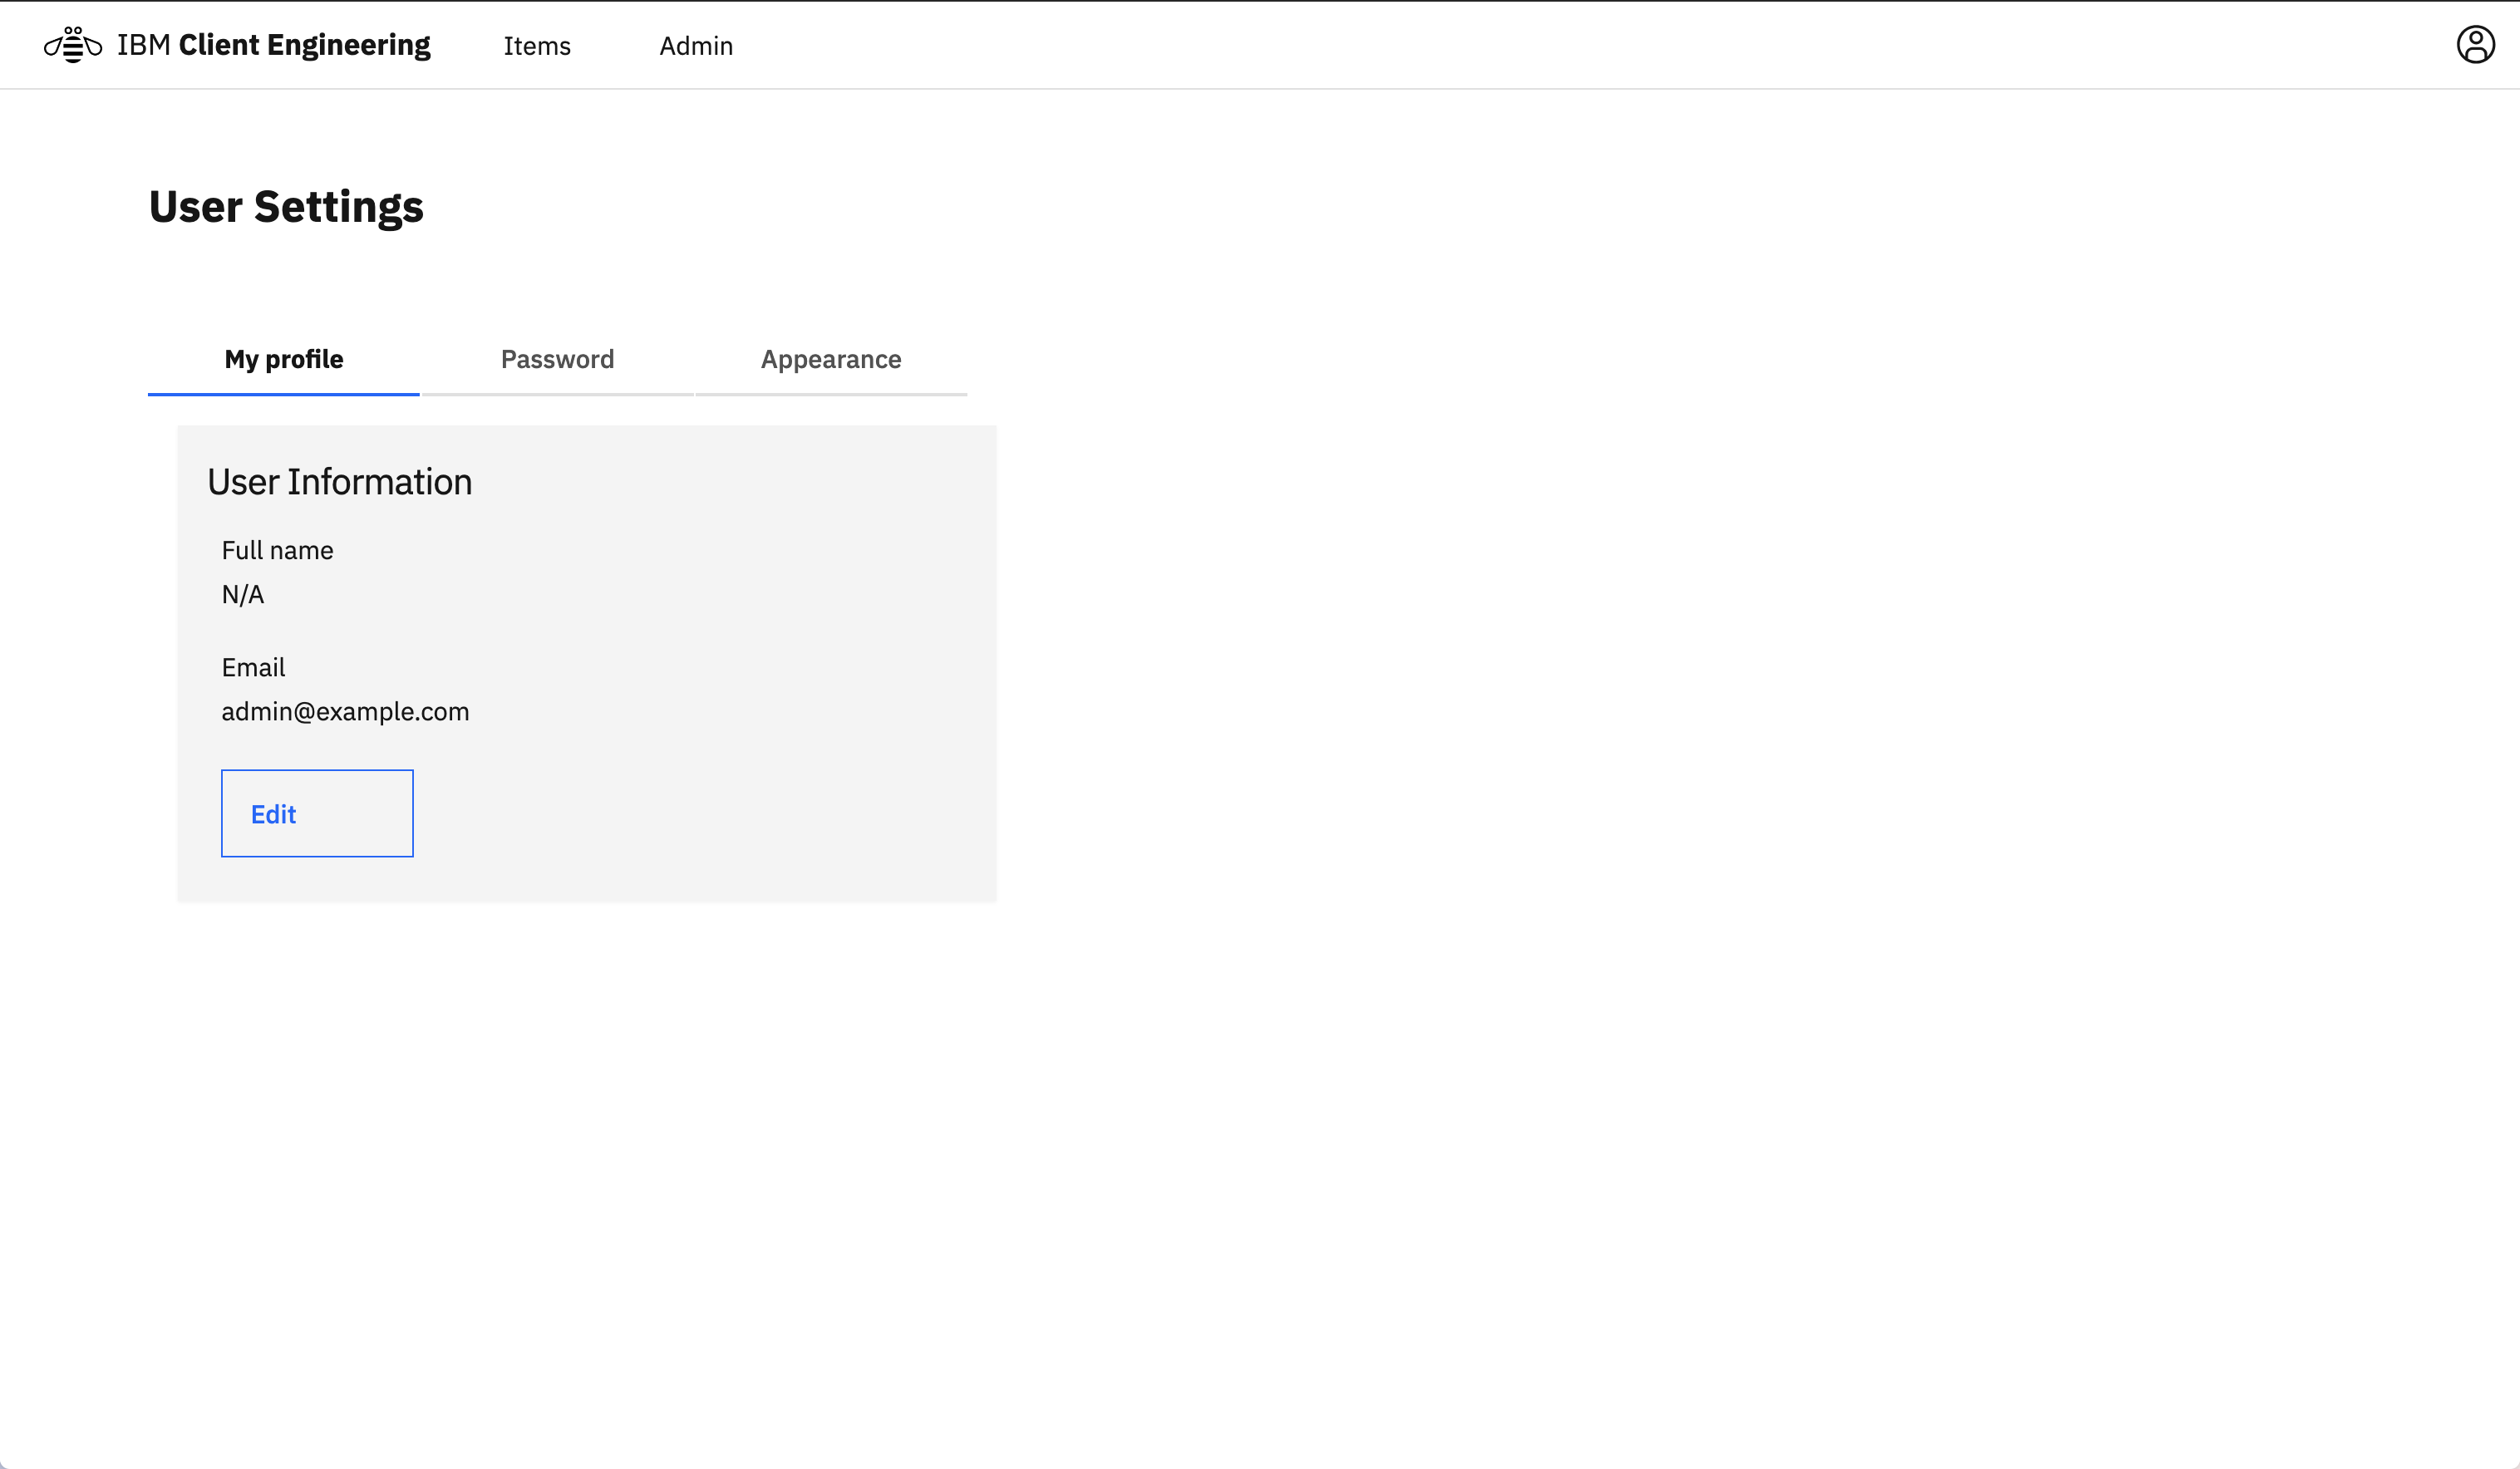 IBM Client Engineering Items Admin
User Settings
My profile Password Appearance
User Information
Full name
N/A
Email
admin@example.com
Edit